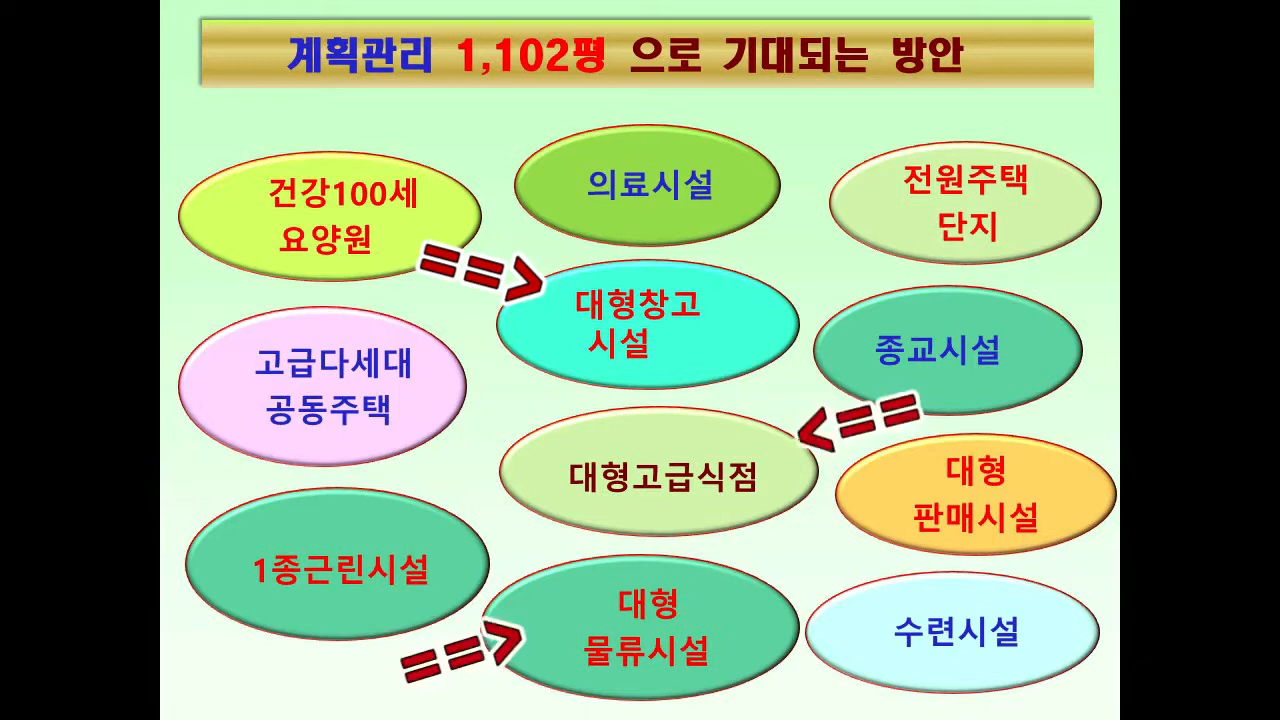 계획관리 1,102평 으로 기대되는 방안
건강100세
요양원
의료시설
전원주택
단지
==>
대형창고
시설
고급다세대
공동주택
종교시설
<==
대형고급식점
대형
판매시설
1종근린시설
대형
물류시설
==>
수련시설